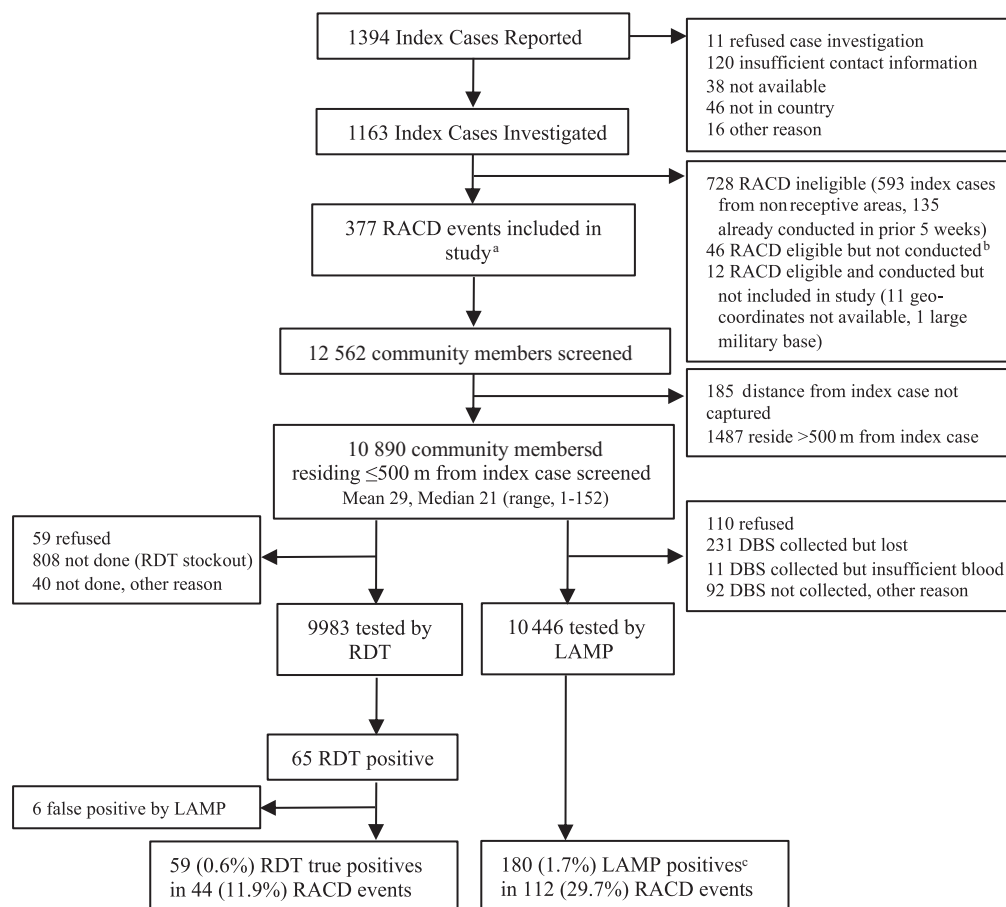 1394 Index Cases Reported
11 refused case investigation
120 insufficient contact information
38 not available
46 not in country
16 other reason
1163 Index Cases Investigated
728 RACD ineligible (593 index cases
from non receptive areas, 135
already conducted in prior 5 weeks)
46 RACD eligible but not conductedᵇ
12 RACD eligible and conducted but
not included in study (11 geo-
coordinates not available, 1 large
military base)
377 RACD events included in
studyᵃ
12 562 community members screened
185 distance from index case not
captured
1487 reside >500 m from index case
10 890 community membersd
residing ≤500 m from index case screened
Mean 29, Median 21 (range, 1-152)
59 refused
808 not done (RDT stockout)
40 not done, other reason
110 refused
231 DBS collected but lost
11 DBS collected but insufficient blood
92 DBS not collected, other reason
9983 tested by
RDT
10 446 tested by
LAMP
65 RDT positive
6 false positive by LAMP
59 (0.6%) RDT true positives
in 44 (11.9%) RACD events
180 (1.7%) LAMP positivesᶜ
in 112 (29.7%) RACD events